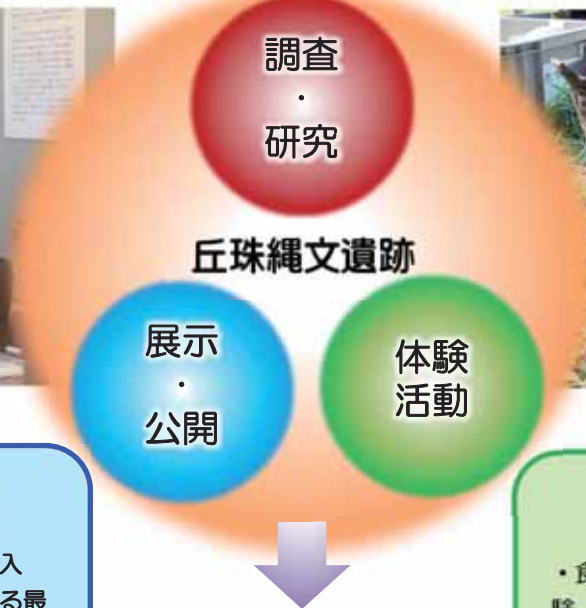 調査
・
研究
丘珠縄文遺跡
展示
・
公開
体験
活動
入
る最
・食
験